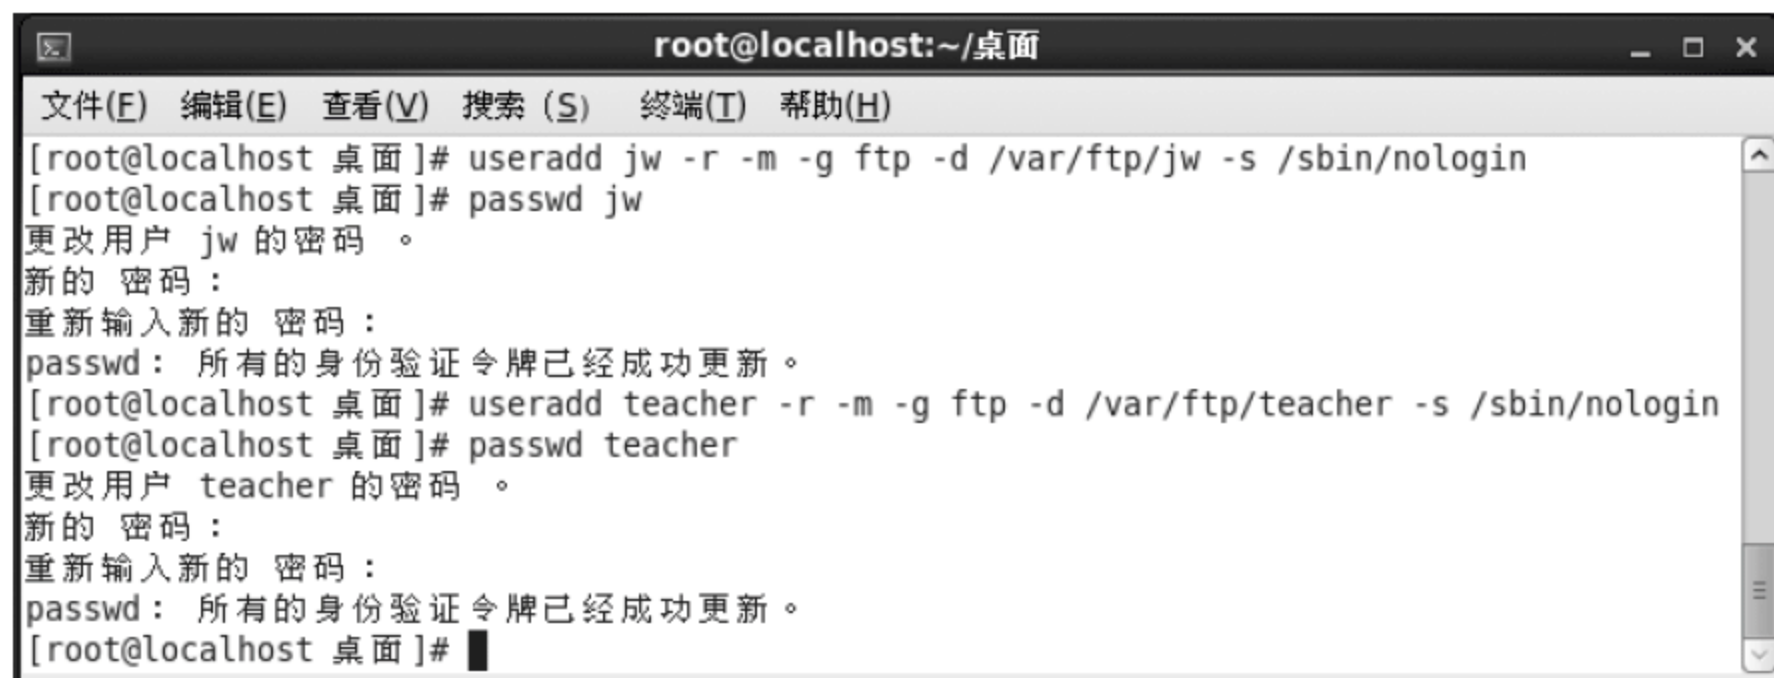 root@localhost:~/桌面
文件(F) 编辑(E) 查看(V) 搜索 (S) 终端(T) 帮助(H)
[root@localhost 桌面]# useradd jw -r -m -g ftp -d /var/ftp/jw -s /sbin/nologin
[root@localhost 桌面]# passwd jw
更改用户 jw 的密码 。
新的 密码：
重新输入新的 密码：
passwd： 所有的身份验证令牌已经成功更新。
[root@localhost 桌面]# useradd teacher -r -m -g ftp -d /var/ftp/teacher -s /sbin/nologin
[root@localhost 桌面]# passwd teacher
更改用户 teacher 的密码 。
新的 密码：
重新输入新的 密码：
passwd： 所有的身份验证令牌已经成功更新。
[root@localhost 桌面]#